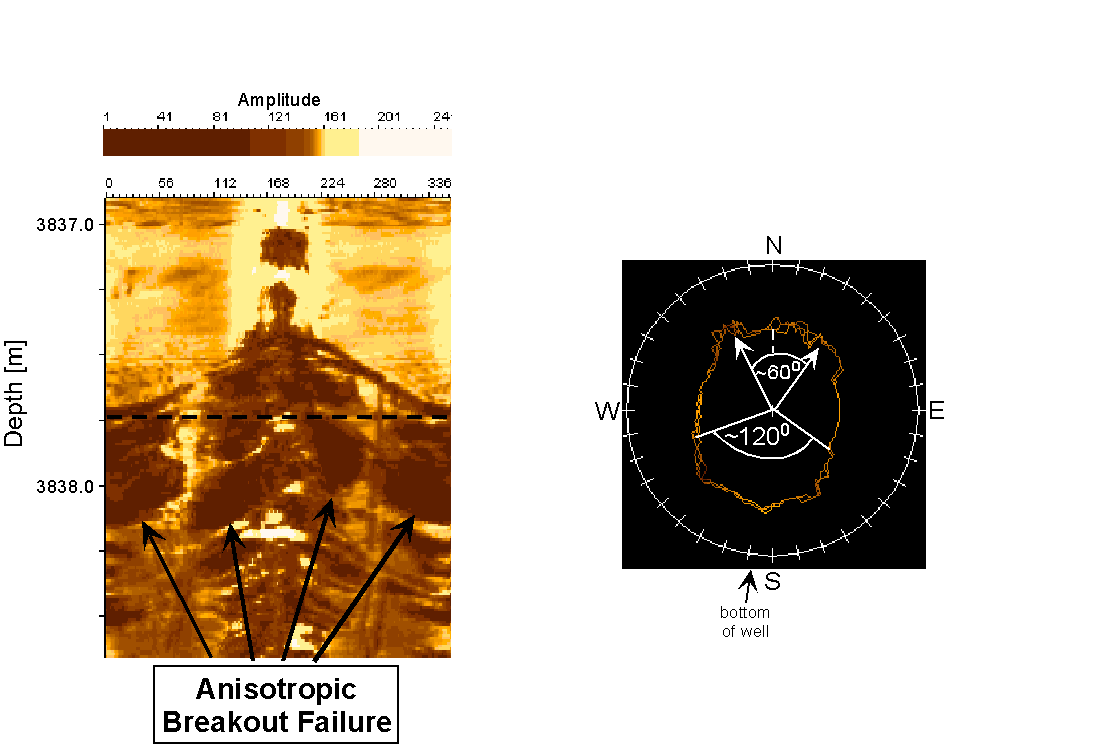 Amplitude
1 41 81 121 161 201 24
0 56 112 168 224 280 336
3837.0
Depth [m]
3838.0
Anisotropic
Breakout Failure
N
~60⁰
W
E
~120⁰
S
bottom
of well